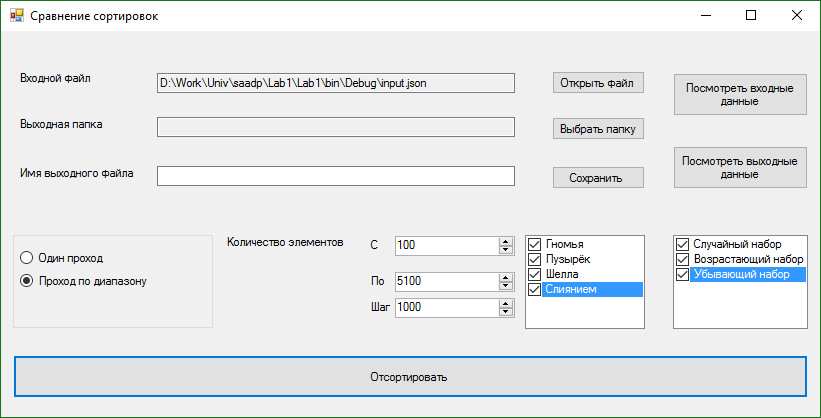 Сравнение сортировок
Входной файл
D:\Work\Univ\saadp\Lab1\Lab1\bin\Debug\input.json
Открыть файл
Посмотреть входные
данные
Выходная папка
Выбрать папку
Имя выходного файла
Сохранить
Посмотреть выходные
данные
Один проход
Проход по диапазону
Количество элементов
С
100
По
5100
Шаг
1000
Гномья
Пузырёк
Шелла
Слиянием
Случайный набор
Возрастающий набор
Убывающий набор
Отсортировать